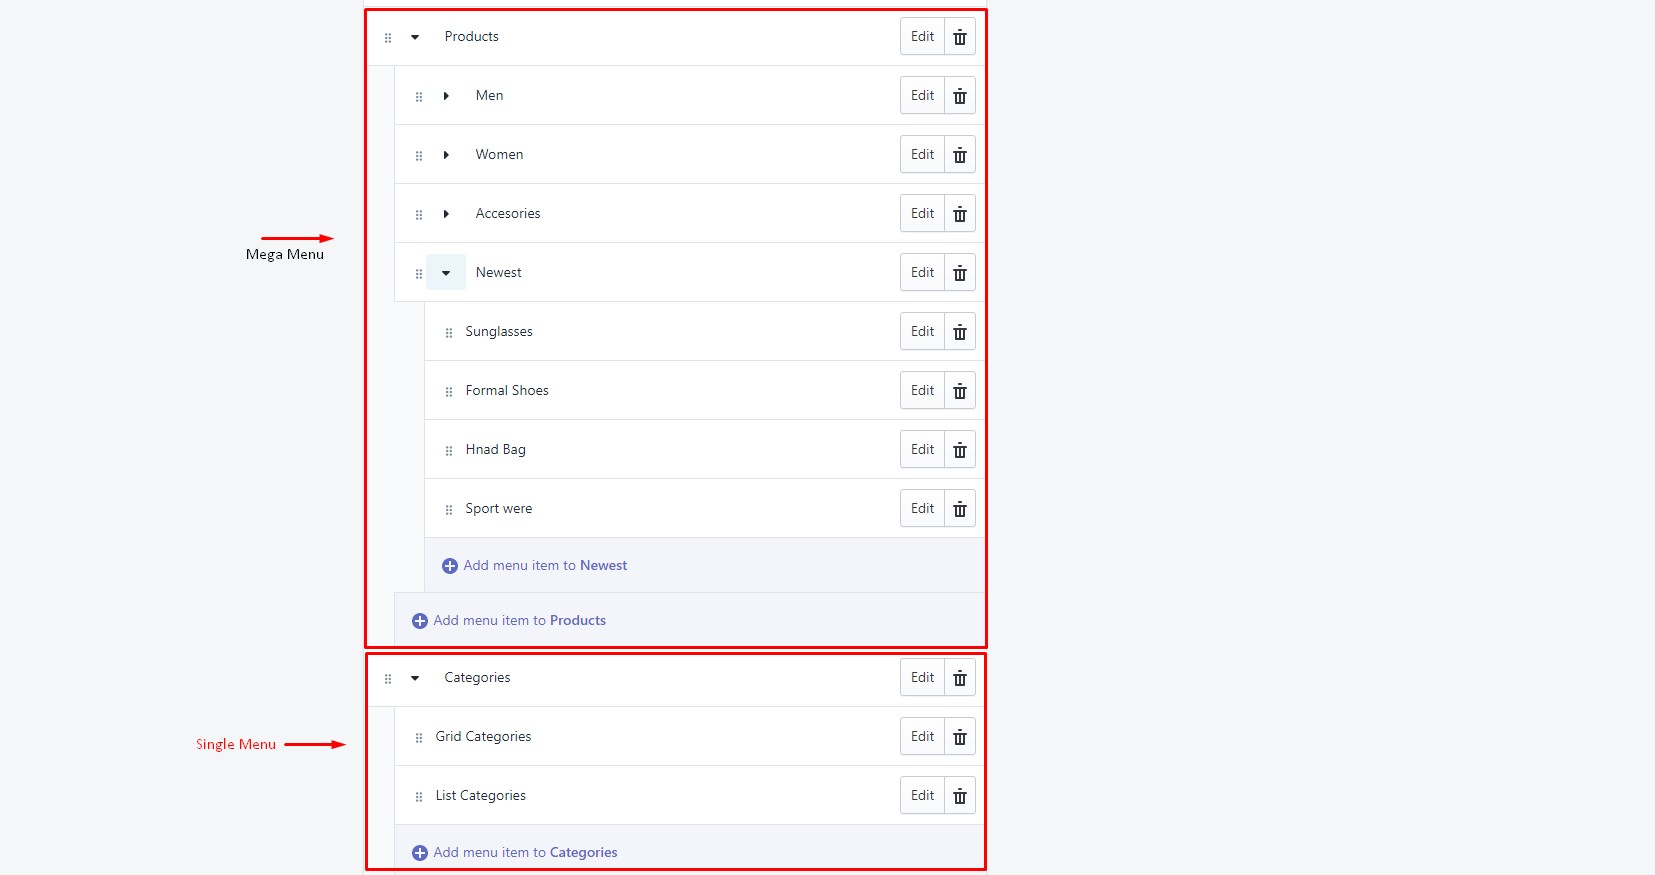 Products Edit
Men Edit
Women Edit
Accesories Edit
Mega Menu
Newest Edit
Sunglasses Edit
Formal Shoes Edit
Hnad Bag Edit
Sport were Edit
Add menu item to Newest
Add menu item to Products
Categories Edit
Grid Categories Edit
Single Menu
List Categories Edit
Add menu item to Categories